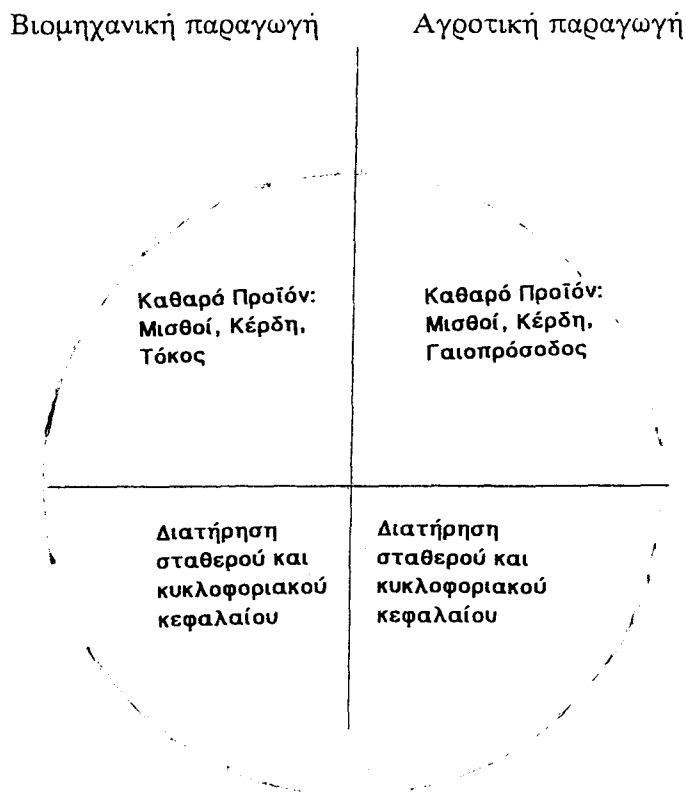 Βιομηχανική παραγωγή
Αγροτική παραγωγή
Καθαρό Προϊόν:
Μισθοί, Κέρδη,
Τόκος
Καθαρό Προϊόν:
Μισθοί, Κέρδη,
Γαιοπρόσοδος
Διατήρηση
σταθερού και
κυκλοφοριακού
κεφαλαίου
Διατήρηση
σταθερού και
κυκλοφοριακού
κεφαλαίου